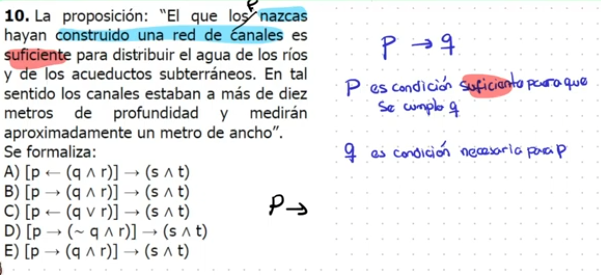 P
10. La proposición: "El que los nazcas
hayan construido una red de canales es
suficiente para distribuir el agua de los ríos
y de los acueductos subterráneos. En tal
sentido los canales estaban a más de diez
metros de profundidad y medirán
aproximadamente un metro de ancho".
Se formaliza:
A) [p ← (q ∧ r)] → (s ∧ t)
B) [p → (q ∧ r)] → (s ∧ t)
C) [p ← (q ∨ r)] → (s ∧ t)
D) [p → (~ q ∧ r)] → (s ∧ t)
E) [p → (q ∧ r)] → (s ∧ t)
P → q
P es condición suficiente para que
se cumpla q
q es condición necesaria para P
P →